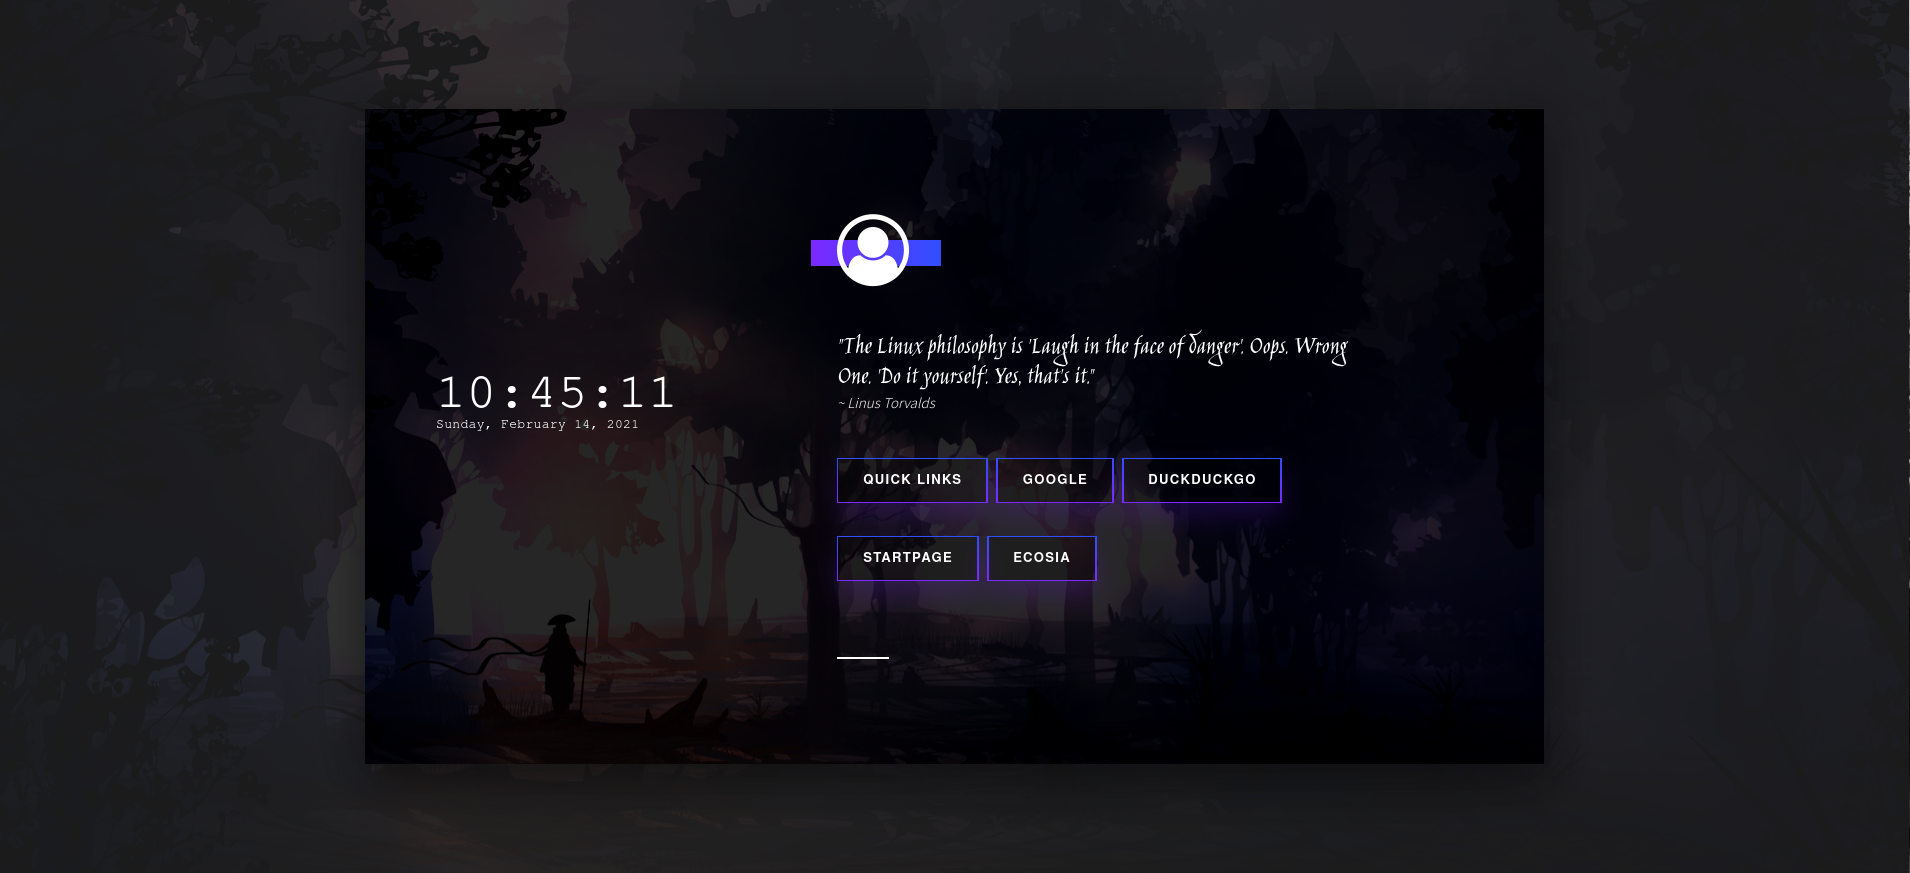 10:45:11
Sunday, February 14, 2021
"The Linux philosophy is 'Laugh in the face of danger'. Oops. Wrong
One. 'Do it yourself'. Yes, that's it."
~ Linus Torvalds
QUICK LINKS
GOOGLE
DUCKDUCKGO
STARTPAGE
ECOSIA